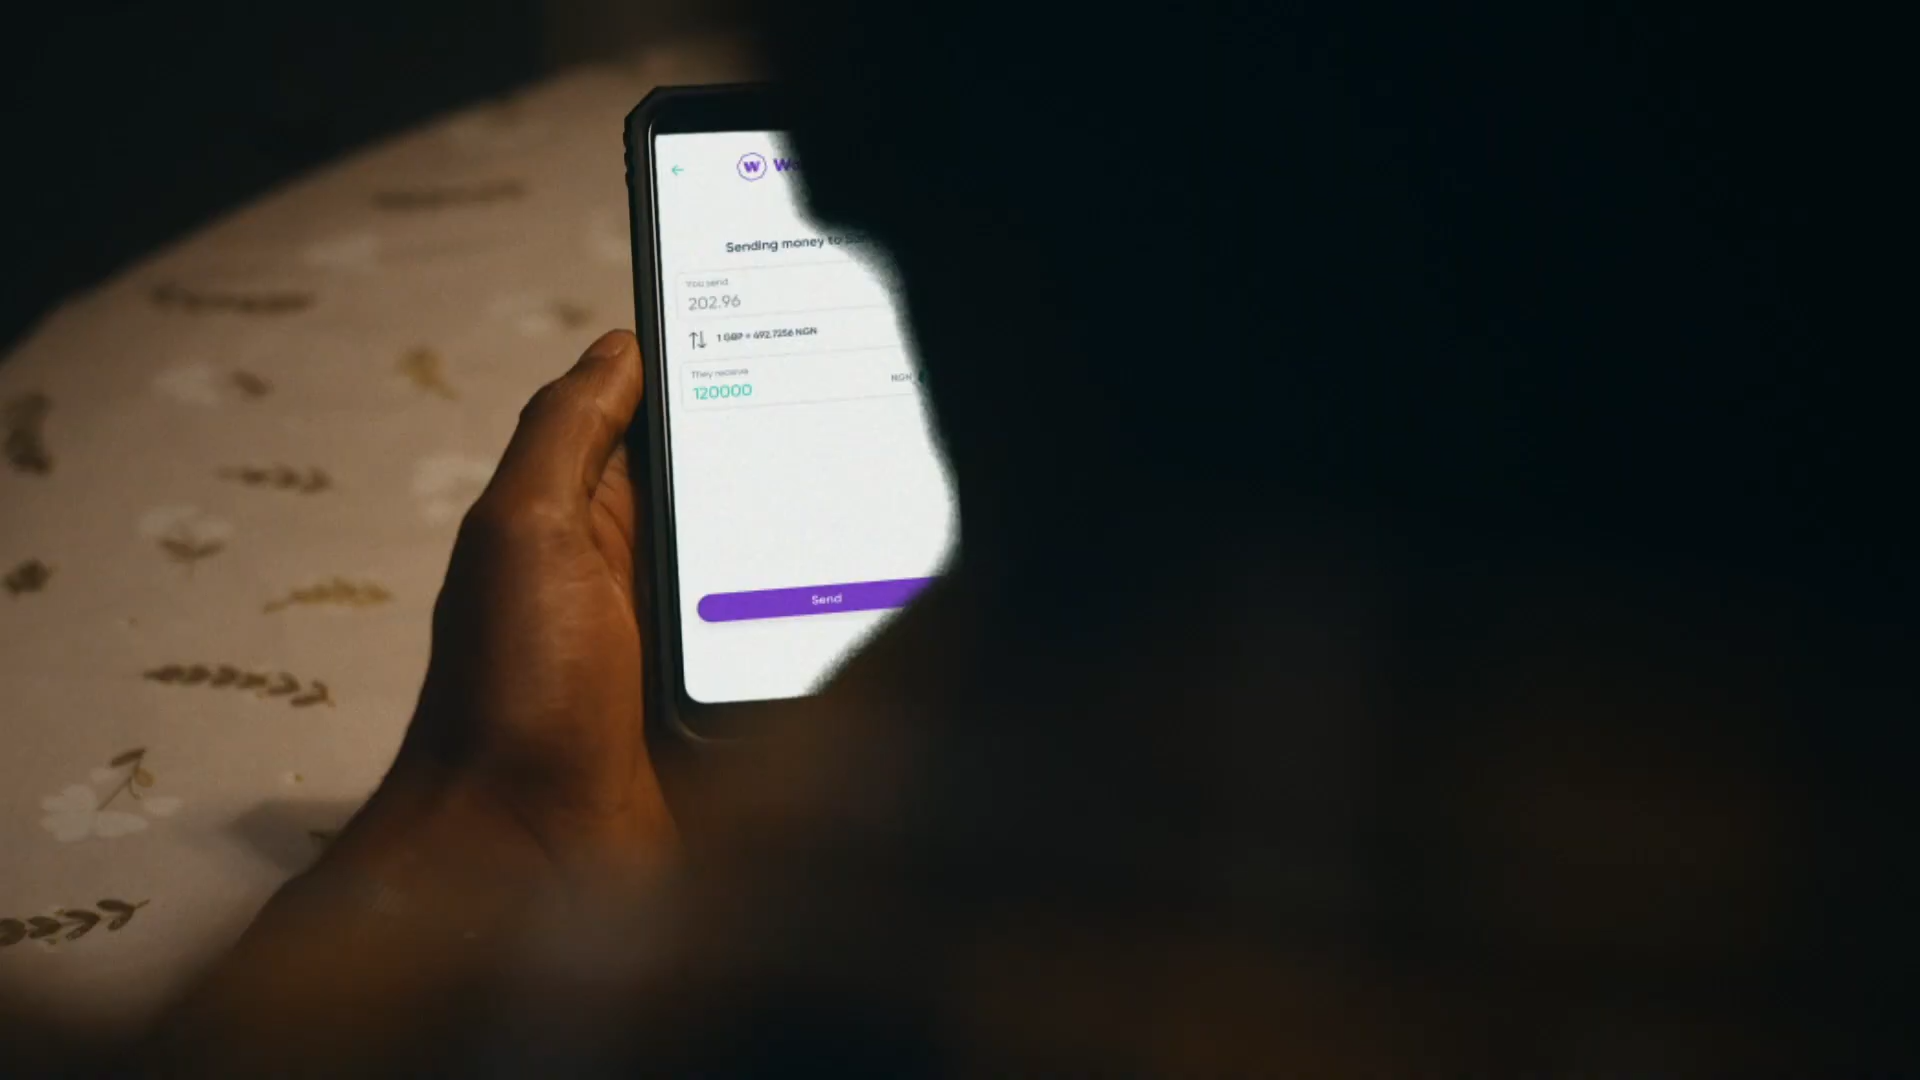 W
Sending money to
You send
202.96
1 GBP = 692.7256 NGN
They receive
120000
NGN
Send